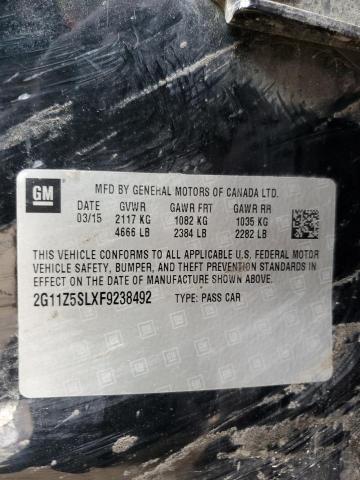 GM
MFD BY GENERAL MOTORS OF CANADA LTD.
DATE GVWR GAWR FRT GAWR RR
03/15 2117 KG 1082 KG 1035 KG
4666 LB 2384 LB 2282 LB
THIS VEHICLE CONFORMS TO ALL APPLICABLE U.S. FEDERAL MOTOR
VEHICLE SAFETY, BUMPER, AND THEFT PREVENTION STANDARDS IN
EFFECT ON THE DATE OF MANUFACTURE SHOWN ABOVE.
2G11Z5SLXF9238492 TYPE: PASS CAR